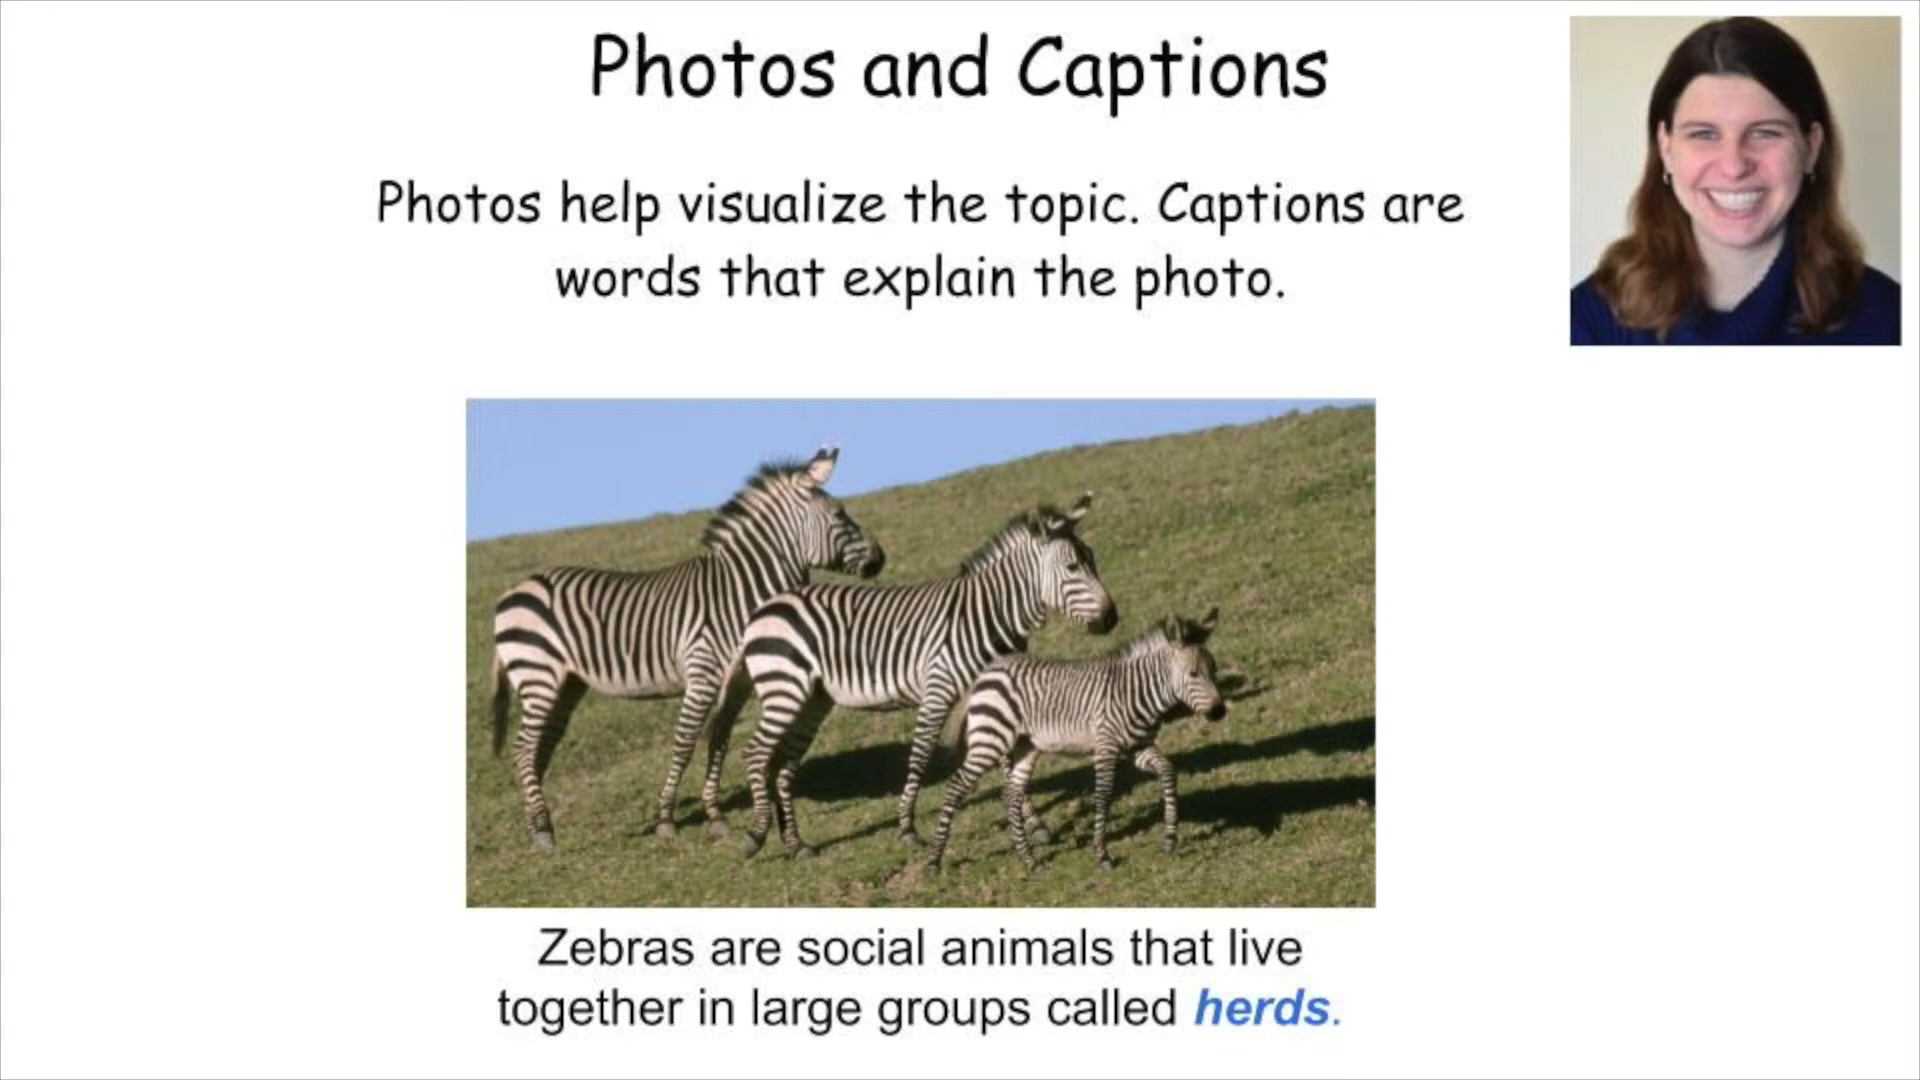 Photos and Captions
Photos help visualize the topic. Captions are
words that explain the photo.
Zebras are social animals that live
together in large groups called herds.